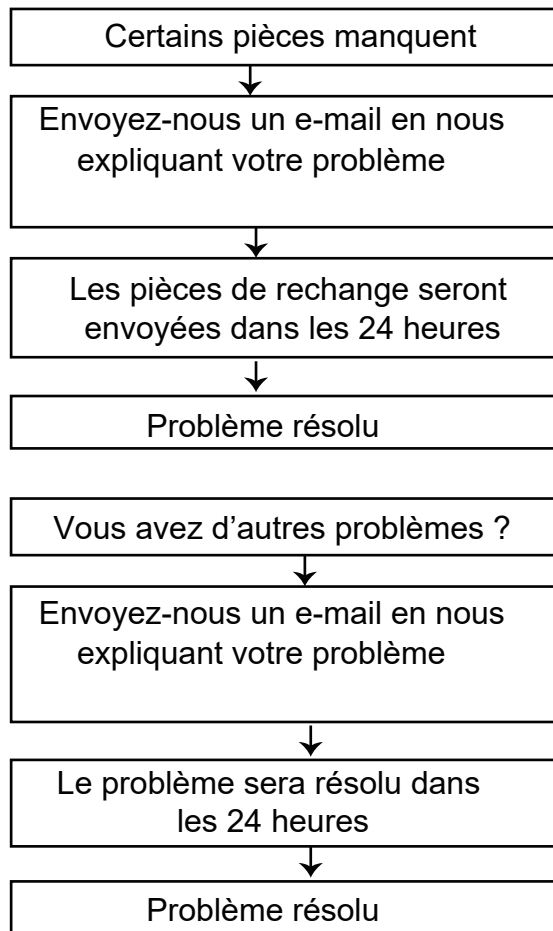 Certains pièces manquent
Envoyez-nous un e-mail en nous
expliquant votre problème
Les pièces de rechange seront
envoyées dans les 24 heures
Problème résolu
Vous avez d’autres problèmes ?
Envoyez-nous un e-mail en nous
expliquant votre problème
Le problème sera résolu dans
les 24 heures
Problème résolu